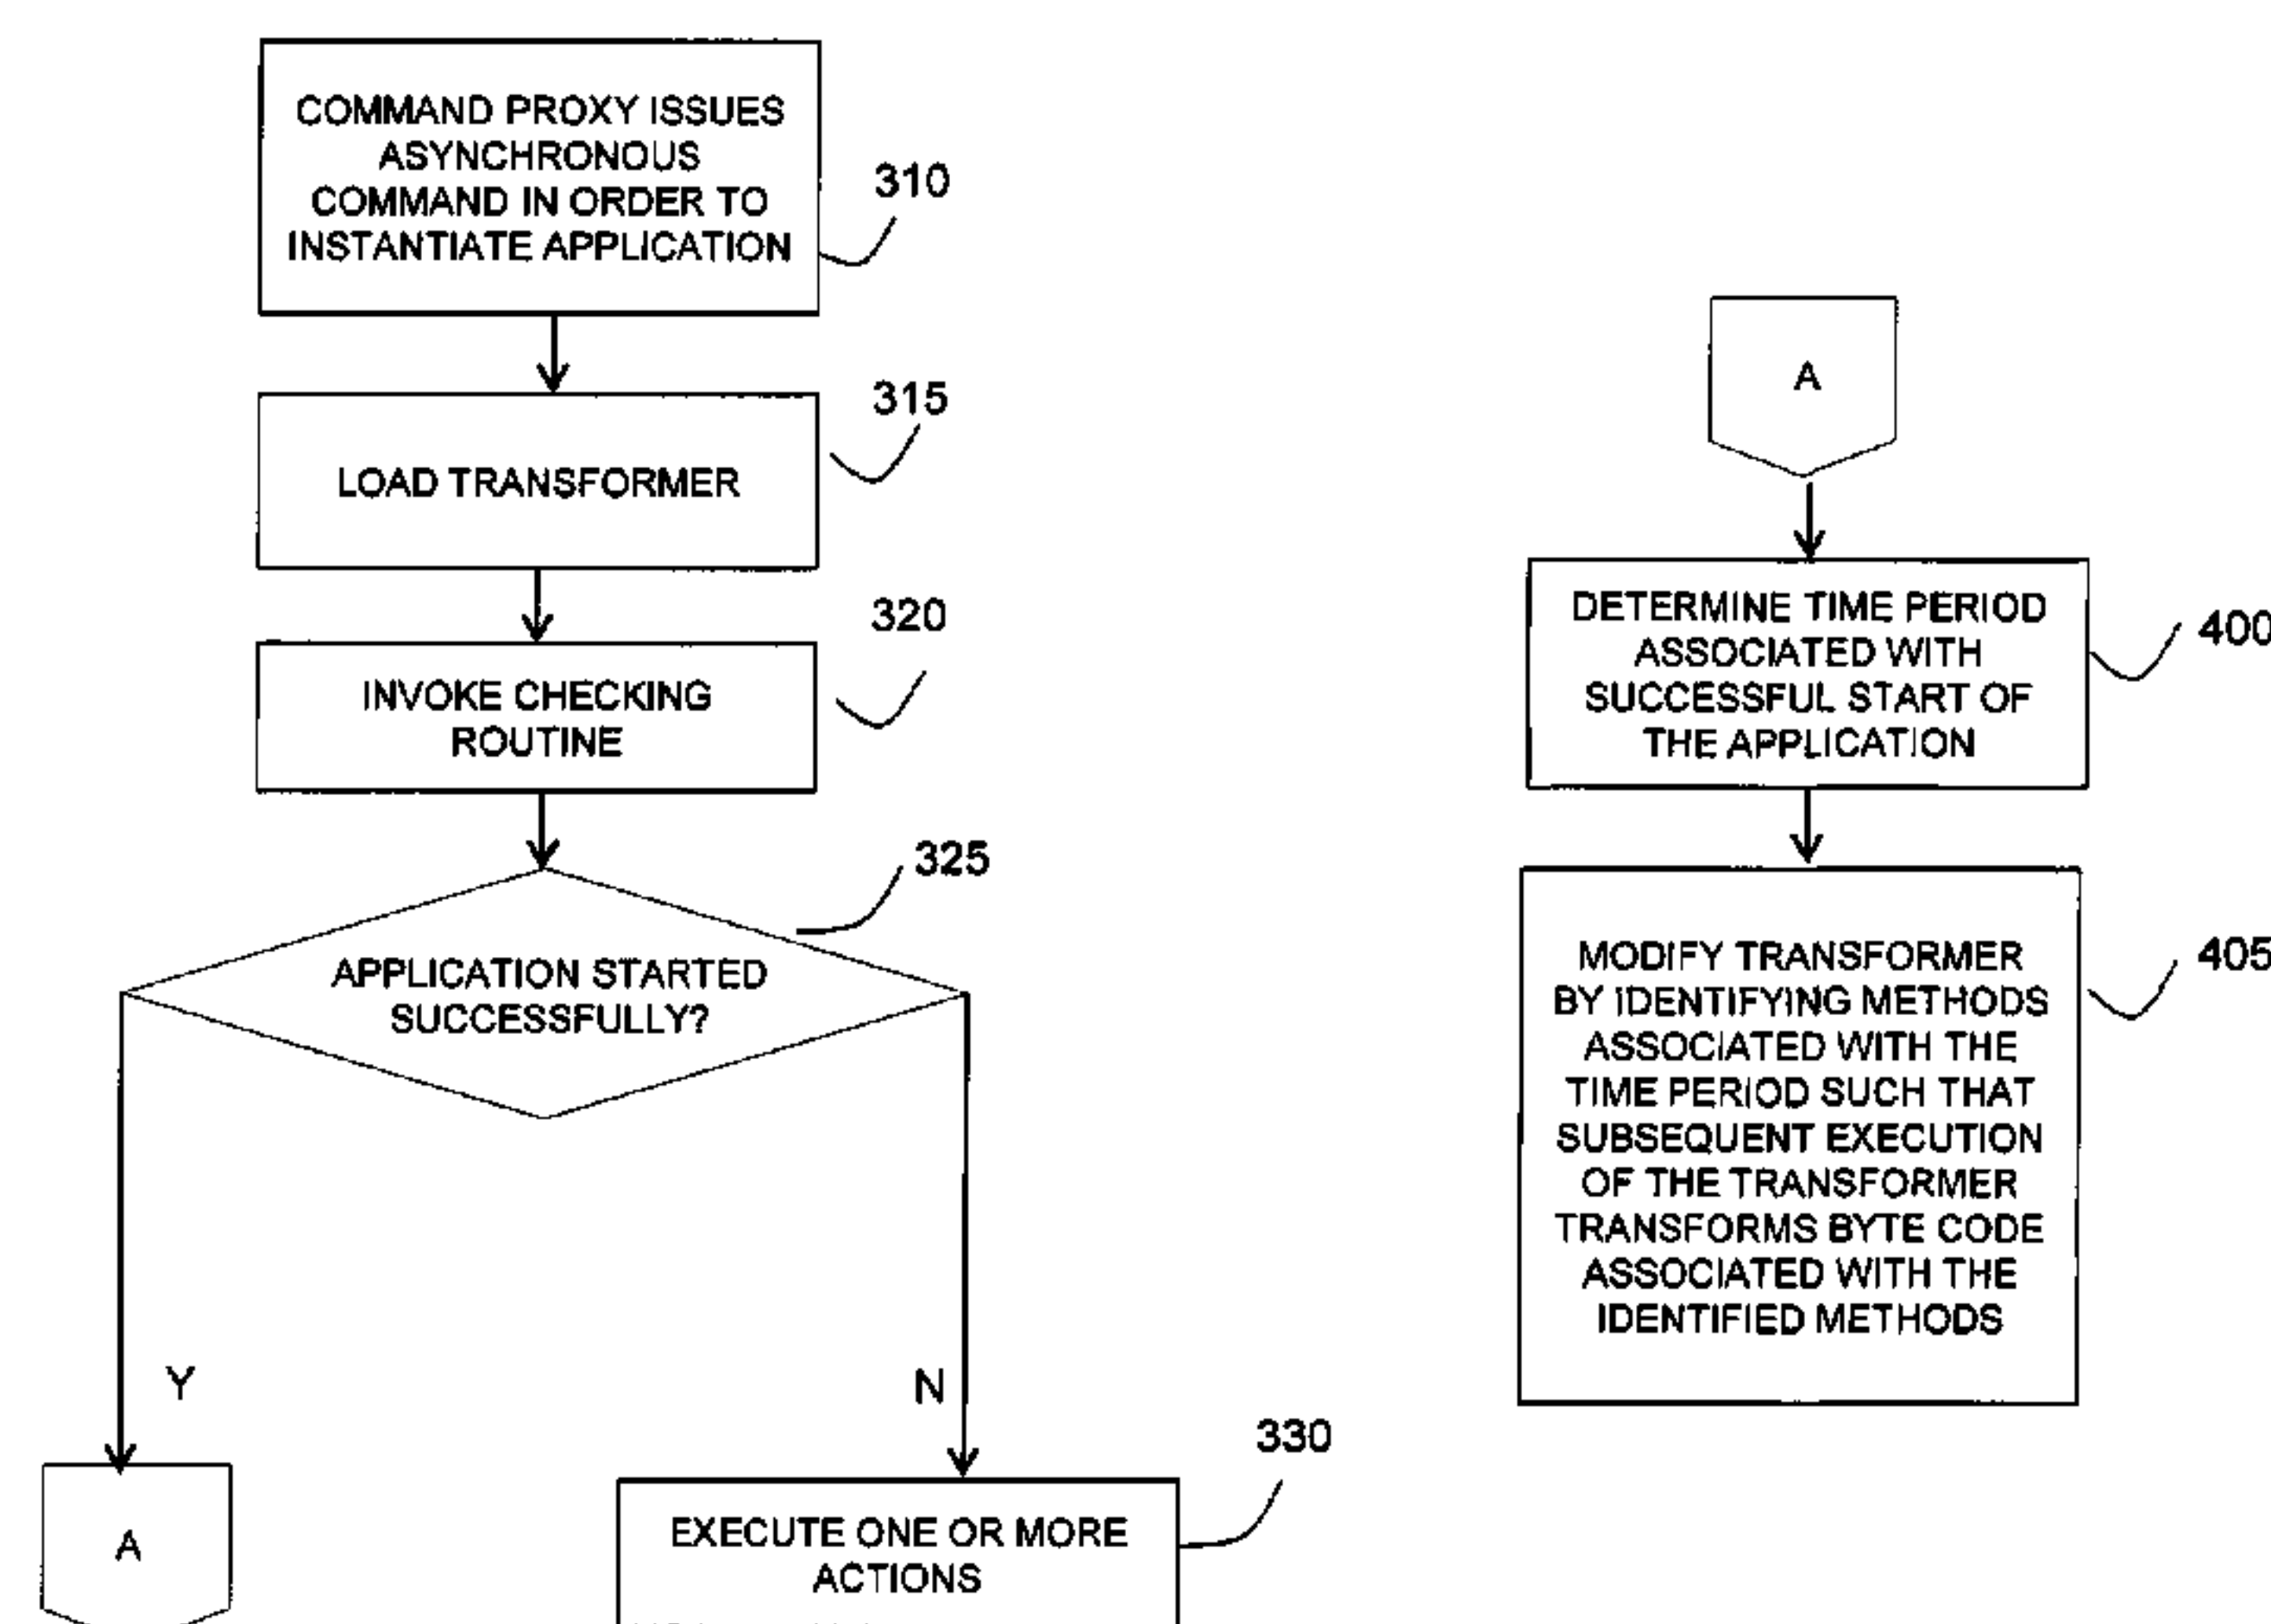 COMMAND PROXY ISSUES
ASYNCHRONOUS
COMMAND IN ORDER TO
INSTANTIATE APPLICATION
310
LOAD TRANSFORMER
315
INVOKE CHECKING
ROUTINE
320
APPLICATION STARTED
SUCCESSFULLY?
325
Y
N
A
EXECUTE ONE OR MORE
ACTIONS
330
A
DETERMINE TIME PERIOD
ASSOCIATED WITH
SUCCESSFUL START OF
THE APPLICATION
400
MODIFY TRANSFORMER
BY IDENTIFYING METHODS
ASSOCIATED WITH THE
TIME PERIOD SUCH THAT
SUBSEQUENT EXECUTION
OF THE TRANSFORMER
TRANSFORMS BYTE CODE
ASSOCIATED WITH THE
IDENTIFIED METHODS
405